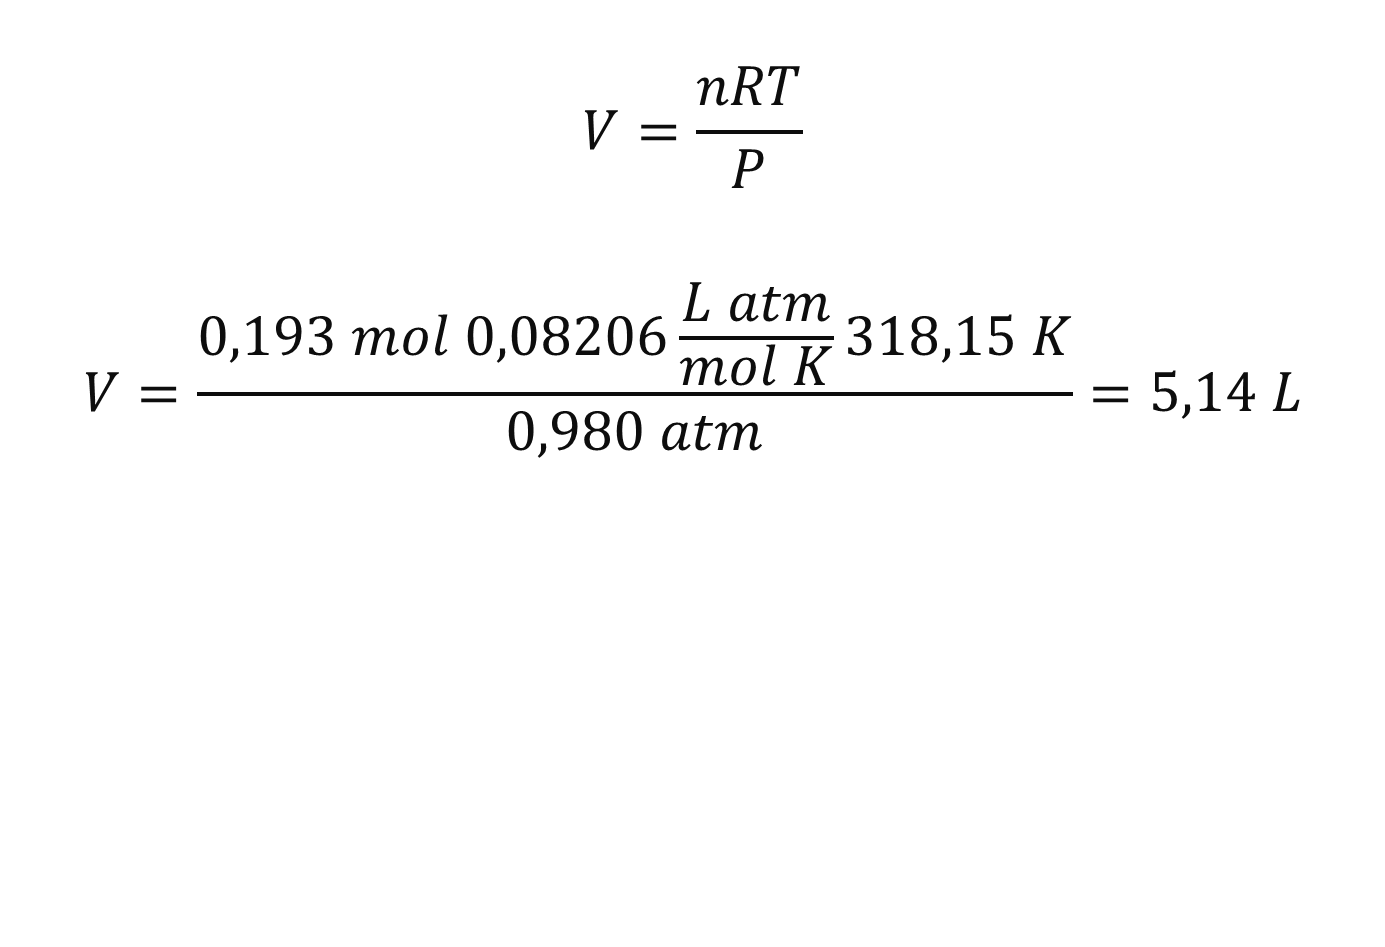 V = nRT / P
V = 0,193 mol 0,08206 L atm / mol K 318,15 K / 0,980 atm = 5,14 L